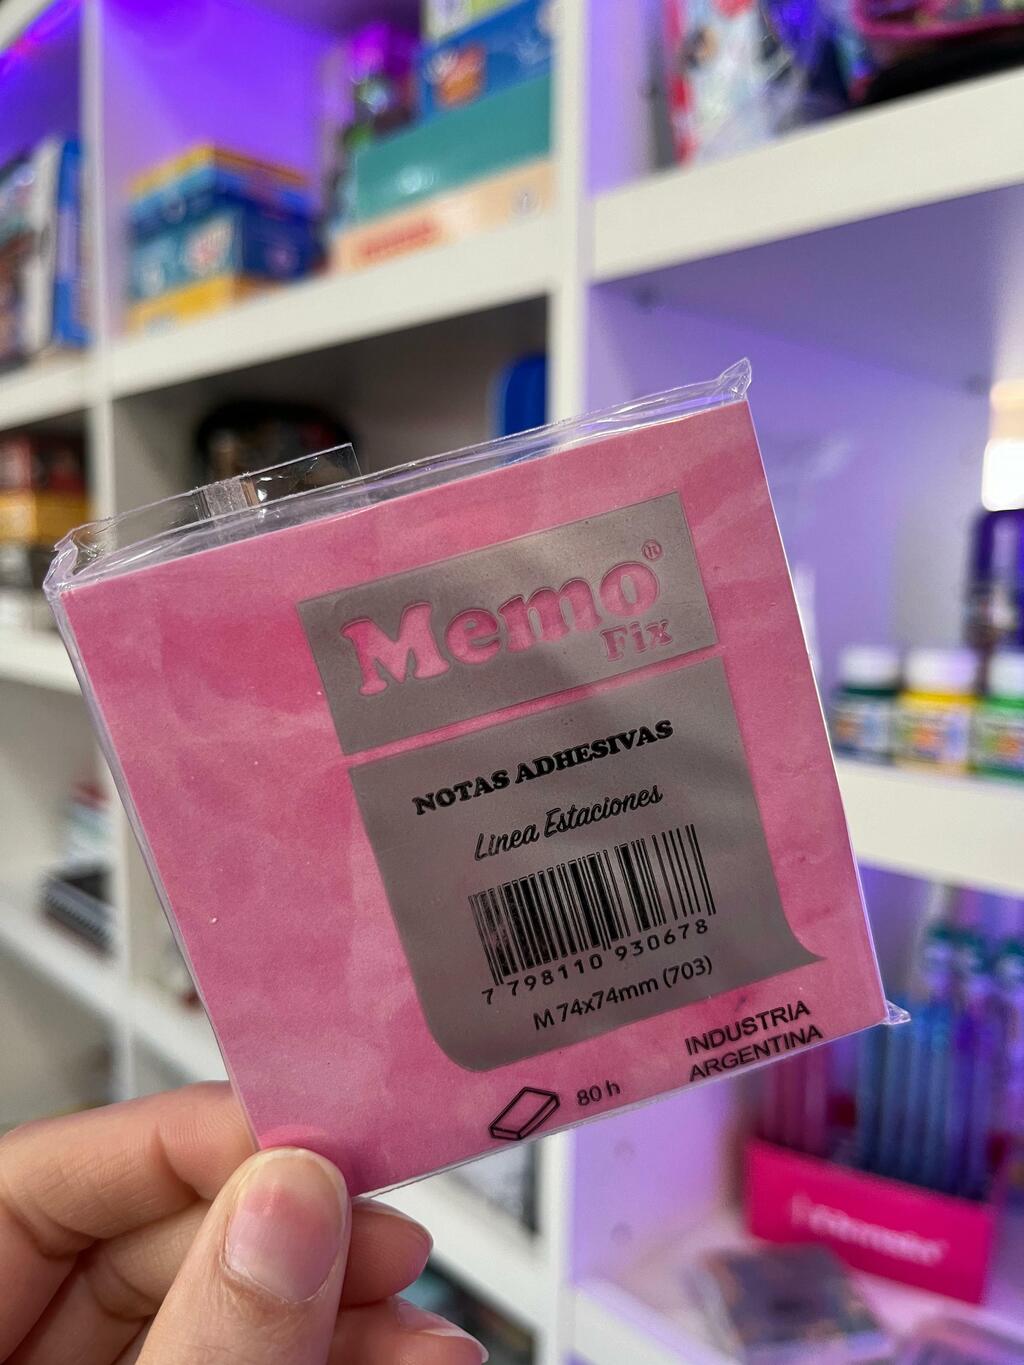 Memo®
Fix
NOTAS ADHESIVAS
Linea Estaciones
7 798110 930678
M 74x74mm (703)
INDUSTRIA
ARGENTINA
80 h